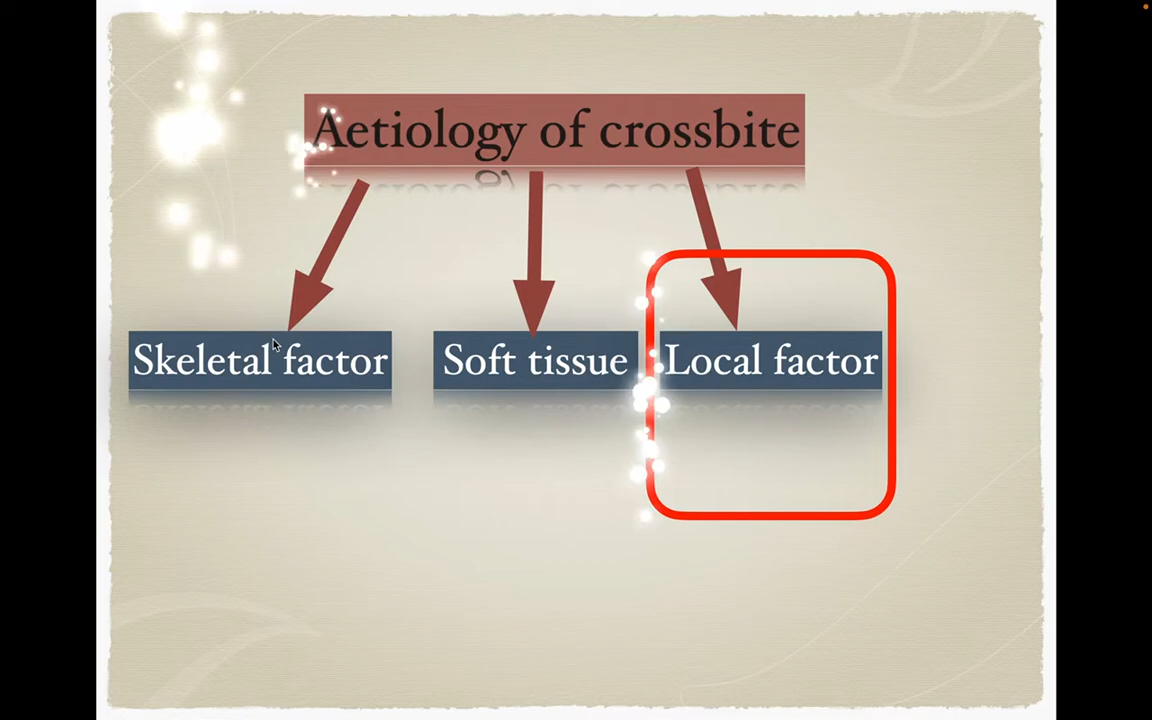 Aetiology of crossbite
Skeletal factor
Soft tissue
Local factor